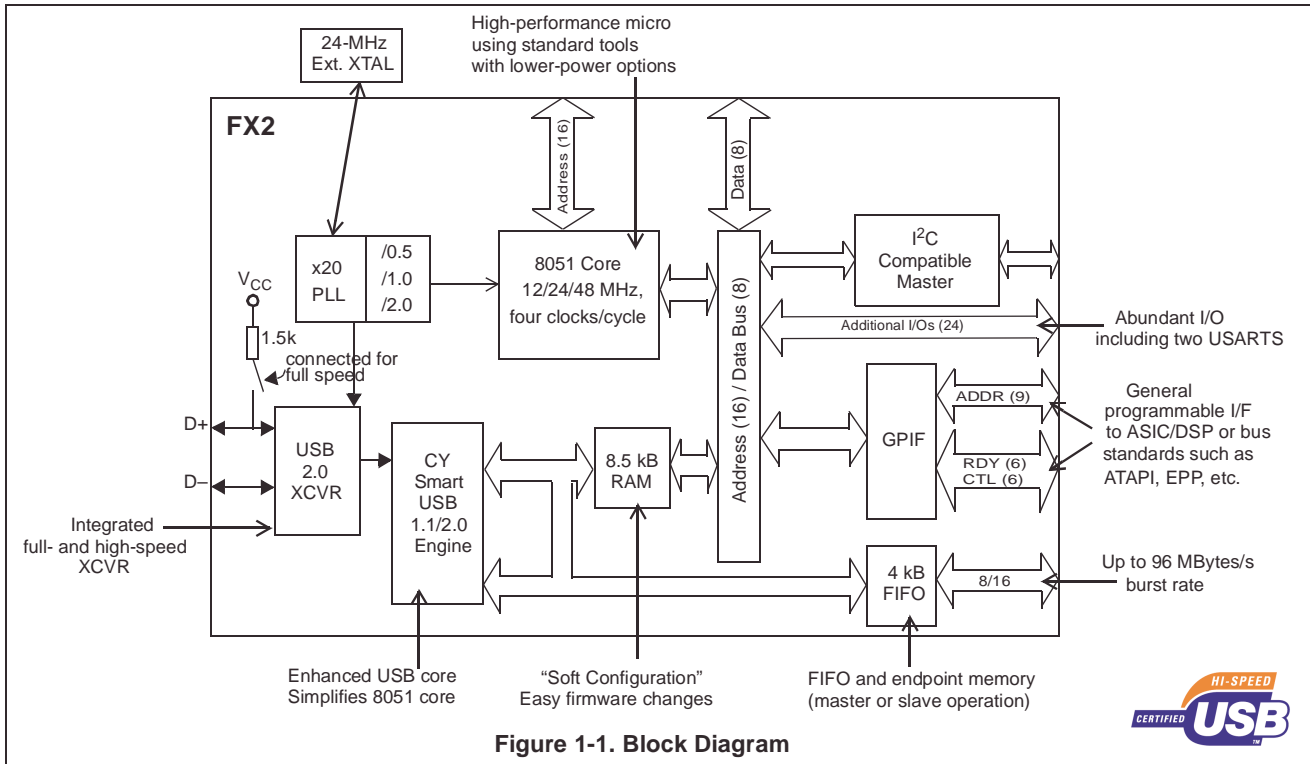 24-MHz
Ext. XTAL
High-performance micro
using standard tools
with lower-power options
FX2
Address (16)
Data (8)
x20
PLL
/0.5
/1.0
/2.0
8051 Core
12/24/48 MHz,
four clocks/cycle
I2C
Compatible
Master
VCC
1.5k
connected for
full speed
Address (16) / Data Bus (8)
Additional I/Os (24)
Abundant I/O
including two USARTS
D+
D–
USB
2.0
XCVR
CY
Smart
USB
1.1/2.0
Engine
8.5 kB
RAM
GPIF
ADDR (9)
RDY (6)
CTL (6)
General
programmable I/F
to ASIC/DSP or bus
standards such as
ATAPI, EPP, etc.
Integrated
full- and high-speed
XCVR
4 kB
FIFO
8/16
Up to 96 MBytes/s
burst rate
Enhanced USB core
Simplifies 8051 core
“Soft Configuration”
Easy firmware changes
FIFO and endpoint memory
(master or slave operation)
HI-SPEED
CERTIFIED
USB
TM
Figure 1-1. Block Diagram